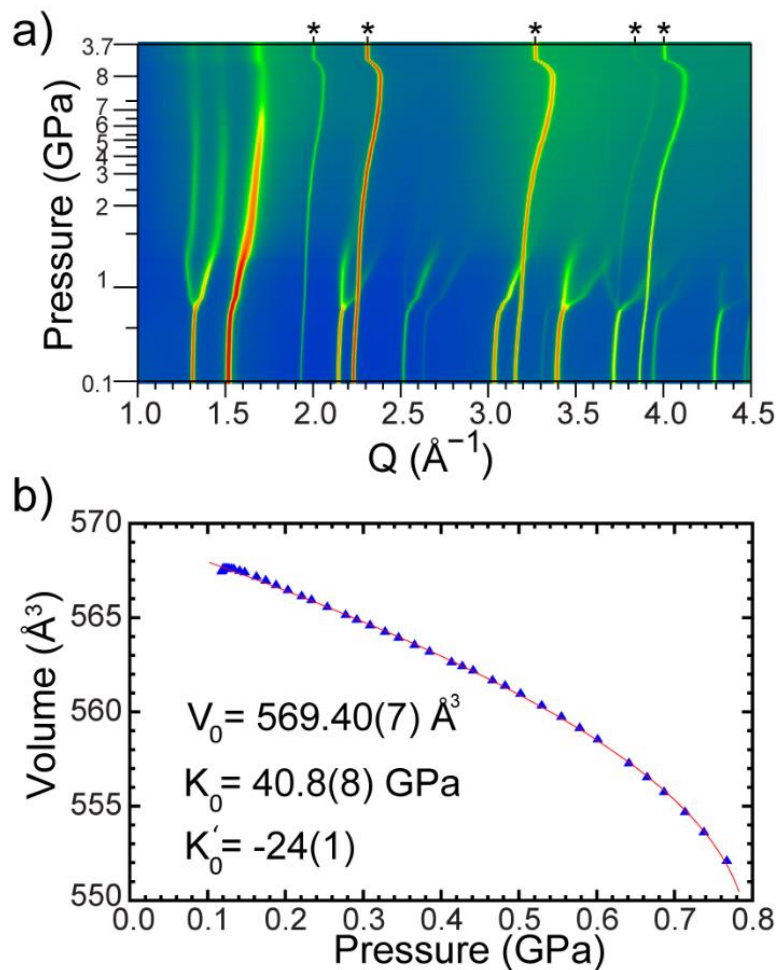 a)
* * * * *
3.7
8
7
6
5
4
3
2
1
0.1
Pressure (GPa)
1.0 1.5 2.0 2.5 3.0 3.5 4.0 4.5
Q (Å⁻¹)
b)
570
565
560
555
550
Volume (Å³)
V₀= 569.40(7) Å³
K₀= 40.8(8) GPa
K₀′= -24(1)
0.0 0.1 0.2 0.3 0.4 0.5 0.6 0.7 0.8
Pressure (GPa)